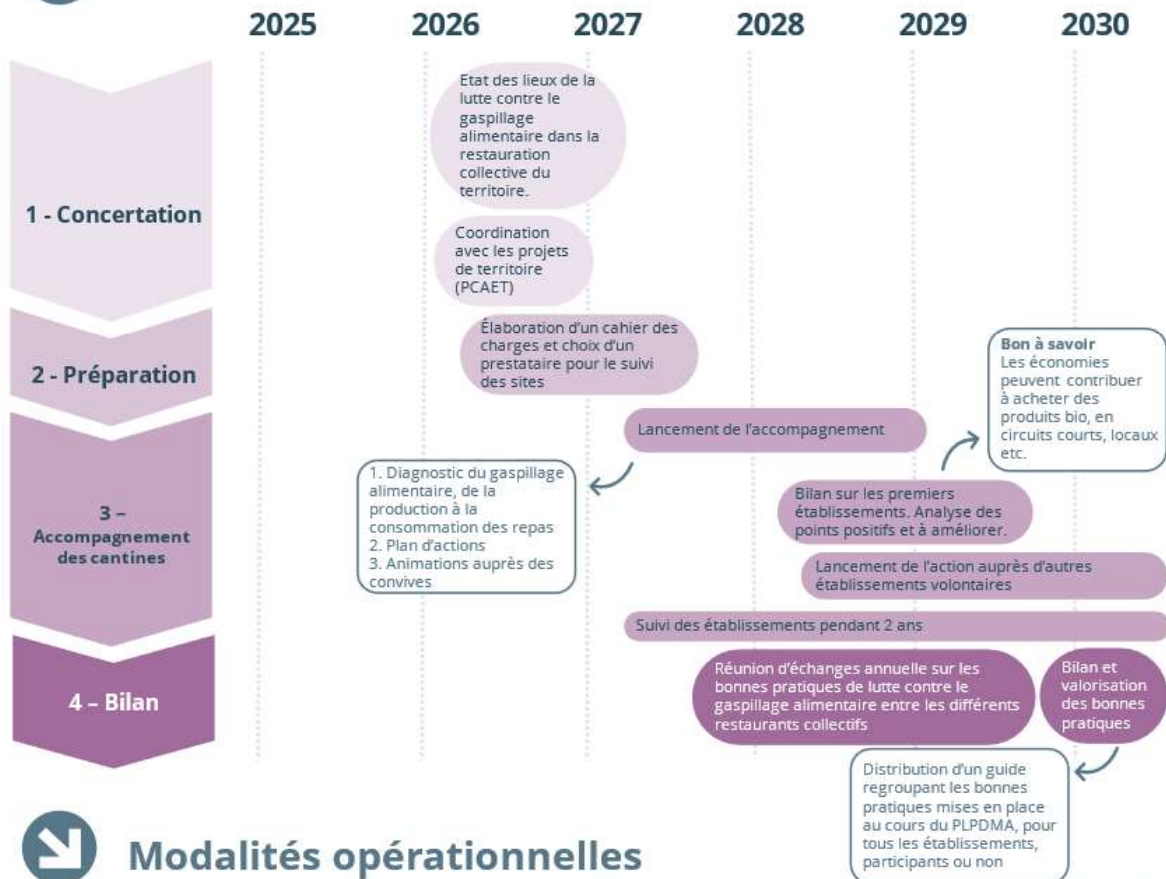 2025 2026 2027 2028 2029 2030
1 - Concertation
Etat des lieux de la
lutte contre le
gaspillage
alimentaire dans la
restauration
collective du
territoire.
Coordination
avec les projets
de territoire
(PCAET)
2 - Préparation
Élaboration d’un cahier des
charges et choix d’un
prestataire pour le suivi
des sites
Bon à savoir
Les économies
peuvent contribuer
à acheter des
produits bio, en
circuits courts, locaux
etc.
3 –
Accompagnement
des cantines
Lancement de l’accompagnement
1. Diagnostic du gaspillage
alimentaire, de la
production à la
consommation des repas
2. Plan d’actions
3. Animations auprès des
convives
Bilan sur les premiers
établissements. Analyse des
points positifs et à améliorer.
Lancement de l’action auprès d’autres
établissements volontaires
Suivi des établissements pendant 2 ans
4 – Bilan
Réunion d’échanges annuelle sur les
bonnes pratiques de lutte contre le
gaspillage alimentaire entre les différents
restaurants collectifs
Bilan et
valorisation
des bonnes
pratiques
Distribution d’un guide
regroupant les bonnes
pratiques mises en place
au cours du PLPDMA, pour
tous les établissements,
participants ou non
Modalités opérationnelles